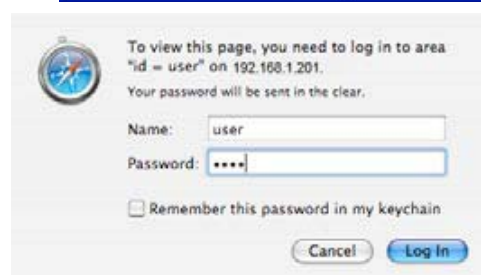 To view this page, you need to log in to area
"id = user" on 192.168.1.201.
Your password will be sent in the clear.
Name: user
Password: ••••
Remember this password in my keychain
Cancel Log In